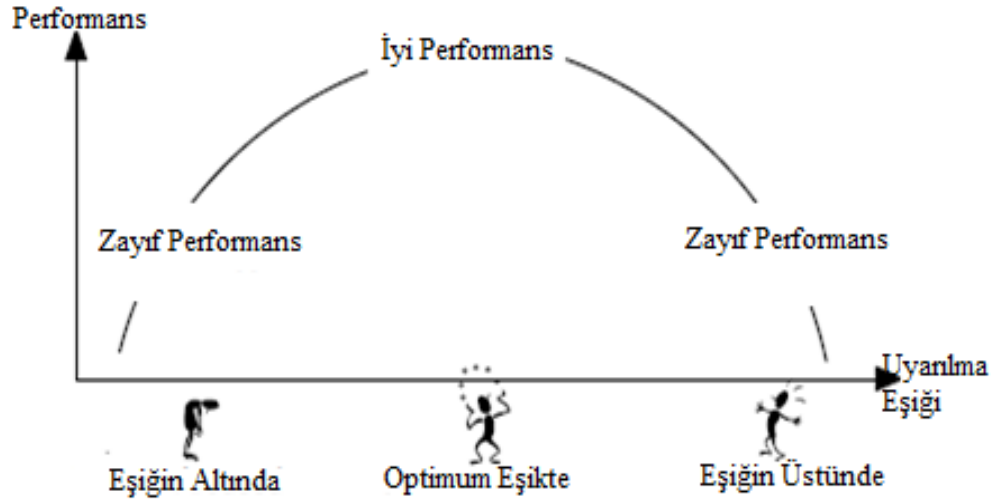 Performans
İyi Performans
Zayıf Performans
Zayıf Performans
Uyarılma
Eşiği
Eşiğin Altında
Optimum Eşikte
Eşiğin Üstünde